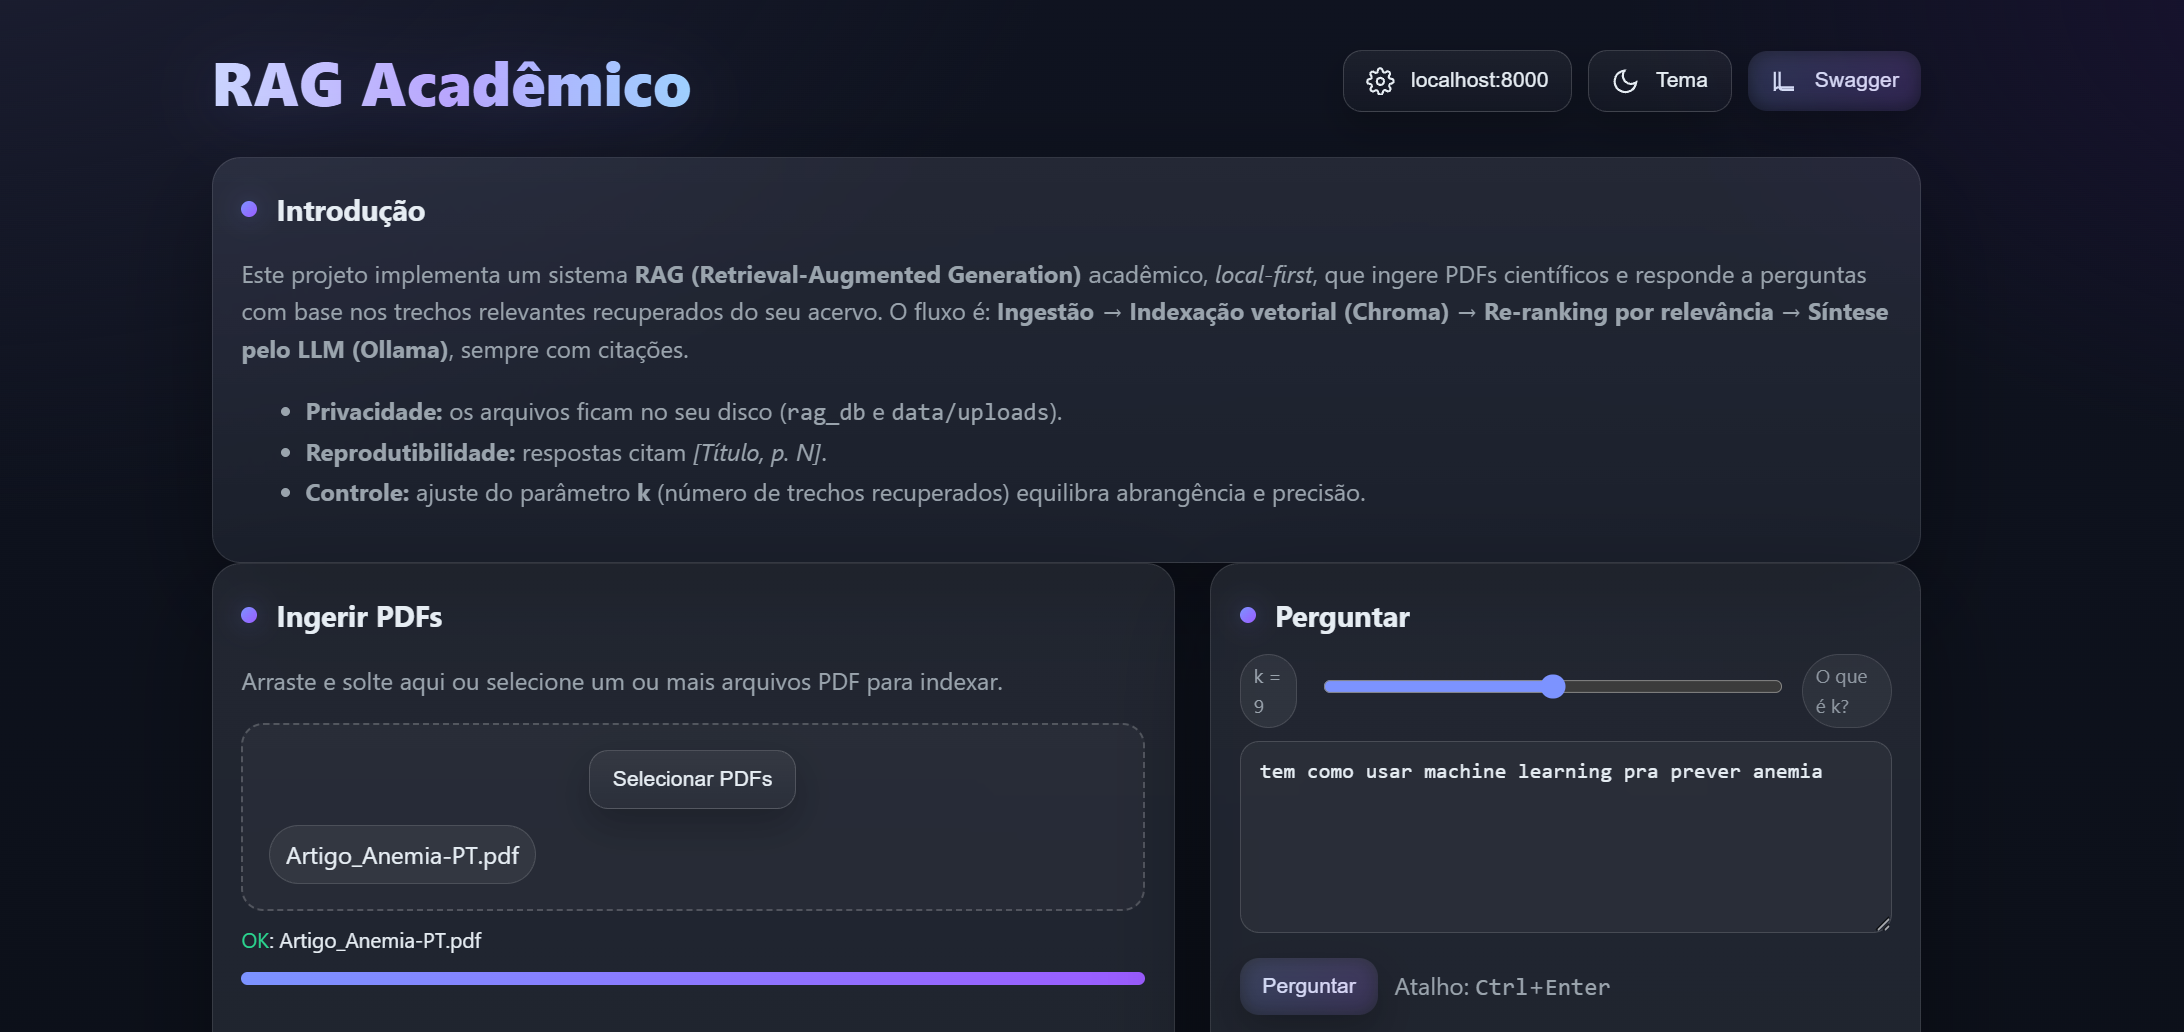 RAG Acadêmico
localhost:8000
Tema
Swagger
Introdução
Este projeto implementa um sistema RAG (Retrieval-Augmented Generation) acadêmico, local-first, que ingere PDFs científicos e responde a perguntas
com base nos trechos relevantes recuperados do seu acervo. O fluxo é: Ingestão → Indexação vetorial (Chroma) → Re-ranking por relevância → Síntese
pelo LLM (Ollama), sempre com citações.
• Privacidade: os arquivos ficam no seu disco (rag_db e data/uploads).
• Reprodutibilidade: respostas citam [Título, p. N].
• Controle: ajuste do parâmetro k (número de trechos recuperados) equilibra abrangência e precisão.
Ingerir PDFs
Arraste e solte aqui ou selecione um ou mais arquivos PDF para indexar.
Selecionar PDFs
Artigo_Anemia-PT.pdf
OK: Artigo_Anemia-PT.pdf
Perguntar
k =
9
O que
é k?
tem como usar machine learning pra prever anemia
Perguntar
Atalho: Ctrl+Enter